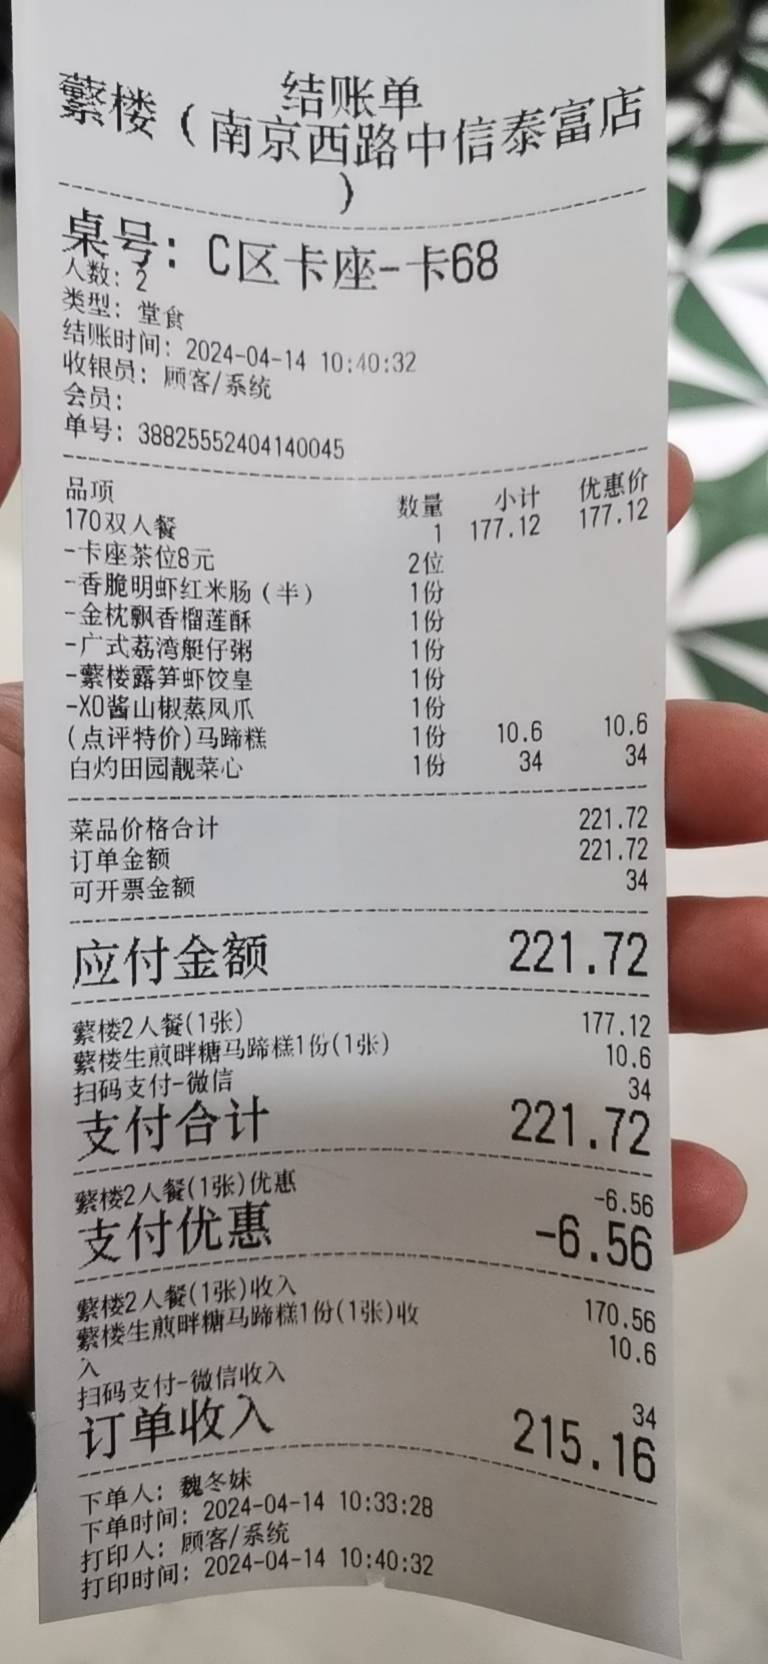 结账单
蘩楼（南京西路中信泰富店
）
桌号：C区卡座-卡68
人数：2
类型：堂食
结账时间：2024-04-14 10:40:32
收银员：顾客/系统
会员：
单号：38825552404140045
品项 数量 小计 优惠价
170双人餐 1 177.12 177.12
-卡座茶位8元 2位
-香脆明虾红米肠（半） 1份
-金枕飘香榴莲酥 1份
-广式荔湾艇仔粥 1份
-蘩楼露笋虾饺皇 1份
-XO酱山椒蒸凤爪 1份
(点评特价)马蹄糕 1份 10.6 10.6
白灼田园靓菜心 1份 34 34
菜品价格合计 221.72
订单金额 221.72
可开票金额 34
应付金额 221.72
蘩楼2人餐(1张) 177.12
蘩楼生煎畔糖马蹄糕1份(1张) 10.6
扫码支付-微信 34
支付合计 221.72
蘩楼2人餐(1张)优惠 -6.56
支付优惠 -6.56
蘩楼2人餐(1张)收入 170.56
蘩楼生煎畔糖马蹄糕1份(1张)收 10.6
入
扫码支付-微信收入 34
订单收入 215.16
下单人：魏冬妹
下单时间：2024-04-14 10:33:28
打印人：顾客/系统
打印时间：2024-04-14 10:40:32